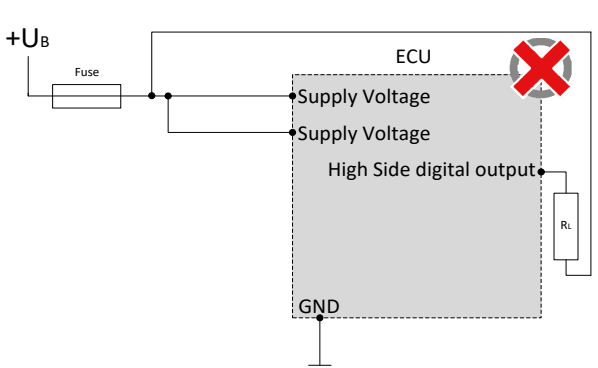 +UB
ECU
Fuse
Supply Voltage
Supply Voltage
High Side digital output
RL
GND